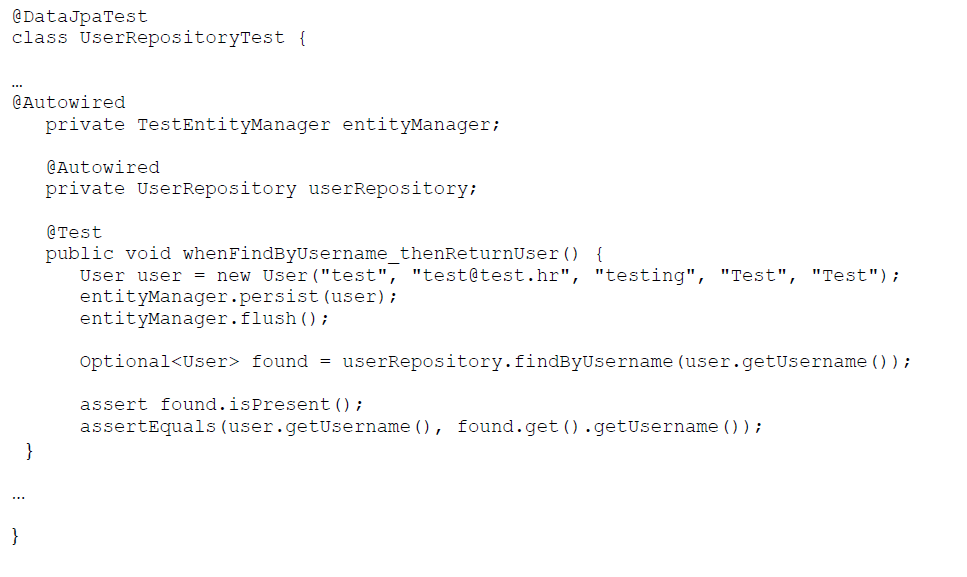 @DataJpaTest
class UserRepositoryTest {
…
@Autowired
private TestEntityManager entityManager;
@Autowired
private UserRepository userRepository;
@Test
public void whenFindByUsername_thenReturnUser() {
User user = new User("test", "test@test.hr", "testing", "Test", "Test");
entityManager.persist(user);
entityManager.flush();
Optional<User> found = userRepository.findByUsername(user.getUsername());
assert found.isPresent();
assertEquals(user.getUsername(), found.get().getUsername());
}
…
}